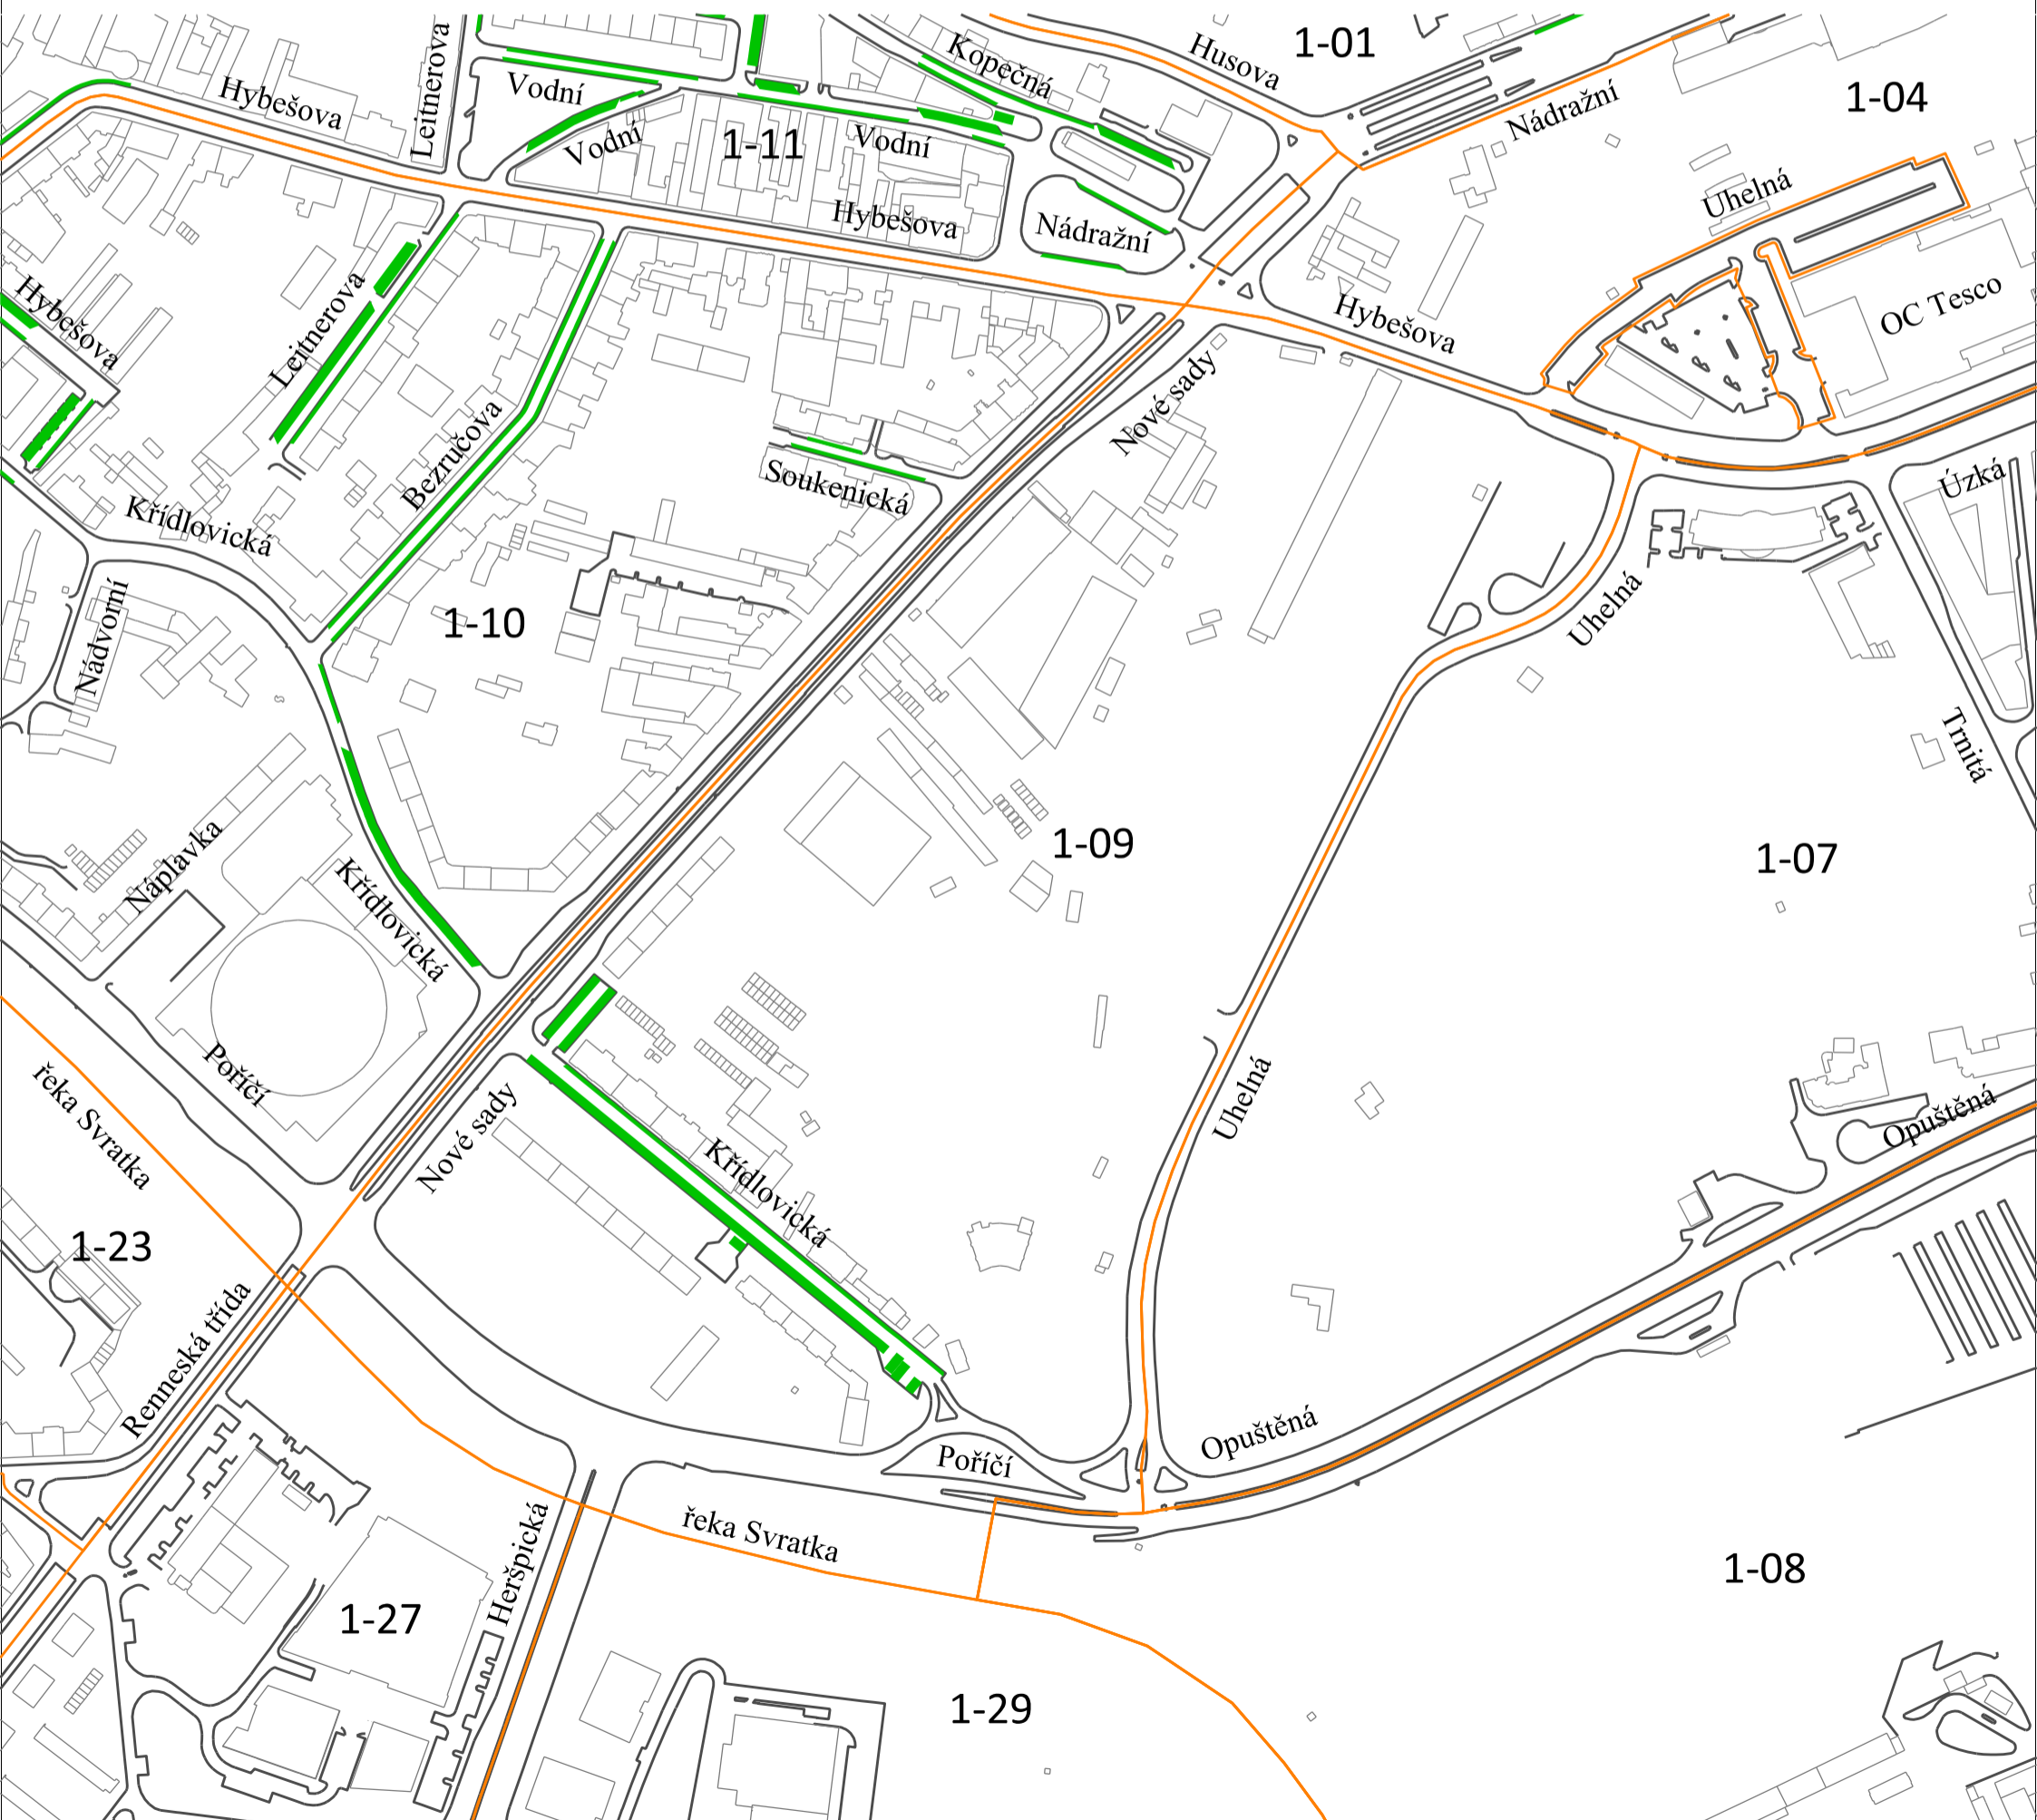 Leitnerova
Kopečná
Husova
1-01
Hybešova
Vodní
Nádražní
1-04
Vodní
1-11
Vodní
Uhelná
Hybešova
Nádražní
OC Tesco
Hybešova
Leitnerova
Hybešova
Nové sady
Bezručova
Soukenická
Úzká
Křídlovická
1-10
Uhelná
Nádvorní
Trnitá
1-09
1-07
Náplavka
Křídlovická
Poříčí
řeka Svratka
Nové sady
Uhelná
Opuštěná
Křídlovická
1-23
Renneská třída
Opuštěná
Poříčí
řeka Svratka
Heršpická
1-08
1-27
1-29